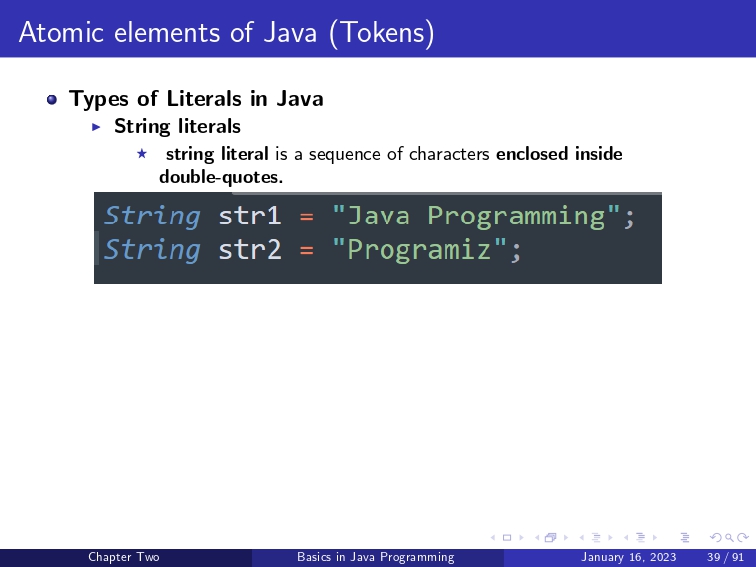 Atomic elements of Java (Tokens)
Types of Literals in Java
String literals
string literal is a sequence of characters enclosed inside
double-quotes.
String str1 = "Java Programming";
String str2 = "Programiz";
Chapter Two Basics in Java Programming January 16, 2023 39 / 91